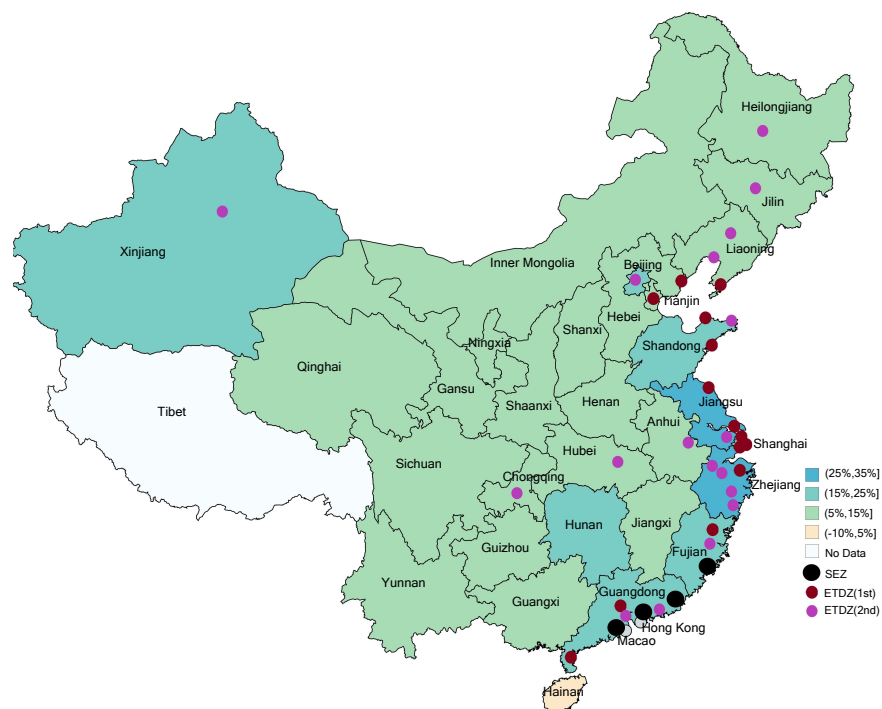 Heilongjiang
Jilin
Liaoning
Xinjiang
Inner Mongolia
Beijing
Tianjin
Hebei
Shanxi
Ningxia
Shandong
Qinghai
Gansu
Shaanxi
Henan
Jiangsu
Tibet
Anhui
Shanghai
Hubei
Sichuan
Chongqing
Zhejiang
Hunan
Jiangxi
Guizhou
Fujian
Yunnan
Guangxi
Guangdong
Hong Kong
Macao
Hainan
(25%,35%]
(15%,25%]
(5%,15%]
(-10%,5%]
No Data
SEZ
ETDZ(1st)
ETDZ(2nd)